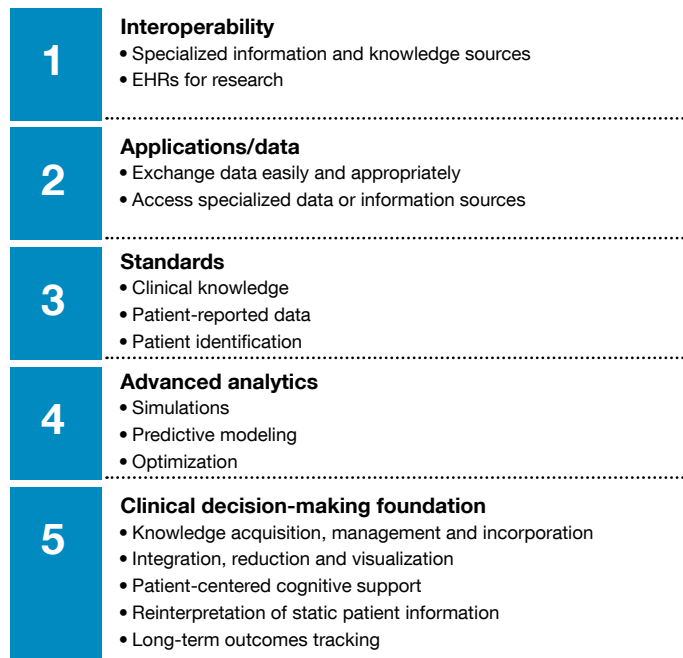 1
Interoperability
• Specialized information and knowledge sources
• EHRs for research
2
Applications/data
• Exchange data easily and appropriately
• Access specialized data or information sources
3
Standards
• Clinical knowledge
• Patient-reported data
• Patient identification
4
Advanced analytics
• Simulations
• Predictive modeling
• Optimization
5
Clinical decision-making foundation
• Knowledge acquisition, management and incorporation
• Integration, reduction and visualization
• Patient-centered cognitive support
• Reinterpretation of static patient information
• Long-term outcomes tracking